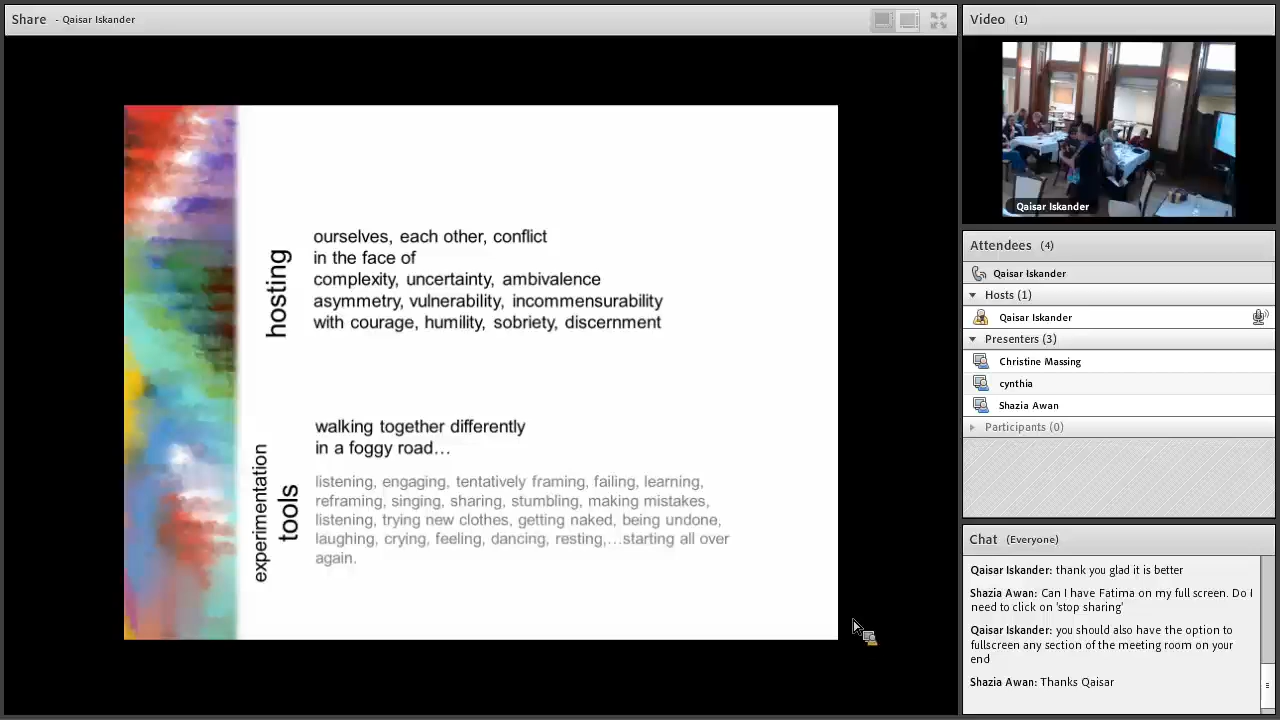 Share - Qaisar Iskander
hosting
ourselves, each other, conflict
in the face of
complexity, uncertainty, ambivalence
asymmetry, vulnerability, incommensurability
with courage, humility, sobriety, discernment
experimentation
tools
walking together differently
in a foggy road…
listening, engaging, tentatively framing, failing, learning,
reframing, singing, sharing, stumbling, making mistakes,
listening, trying new clothes, getting naked, being undone,
laughing, crying, feeling, dancing, resting,…starting all over
again.
Video (1)
Qaisar Iskander
Attendees (4)
Qaisar Iskander
Hosts (1)
Qaisar Iskander
Presenters (3)
Christine Massing
cynthia
Shazia Awan
Participants (0)
Chat (Everyone)
Qaisar Iskander: thank you glad it is better
Shazia Awan: Can I have Fatima on my full screen. Do I
need to click on 'stop sharing'
Qaisar Iskander: you should also have the option to
fullscreen any section of the meeting room on your
end
Shazia Awan: Thanks Qaisar